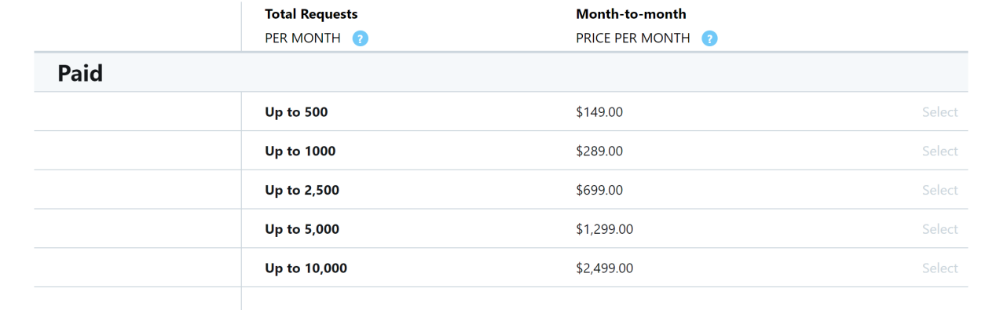 Total Requests Month-to-month
PER MONTH ? PRICE PER MONTH ?
Paid
Up to 500 $149.00 Select
Up to 1000 $289.00 Select
Up to 2,500 $699.00 Select
Up to 5,000 $1,299.00 Select
Up to 10,000 $2,499.00 Select